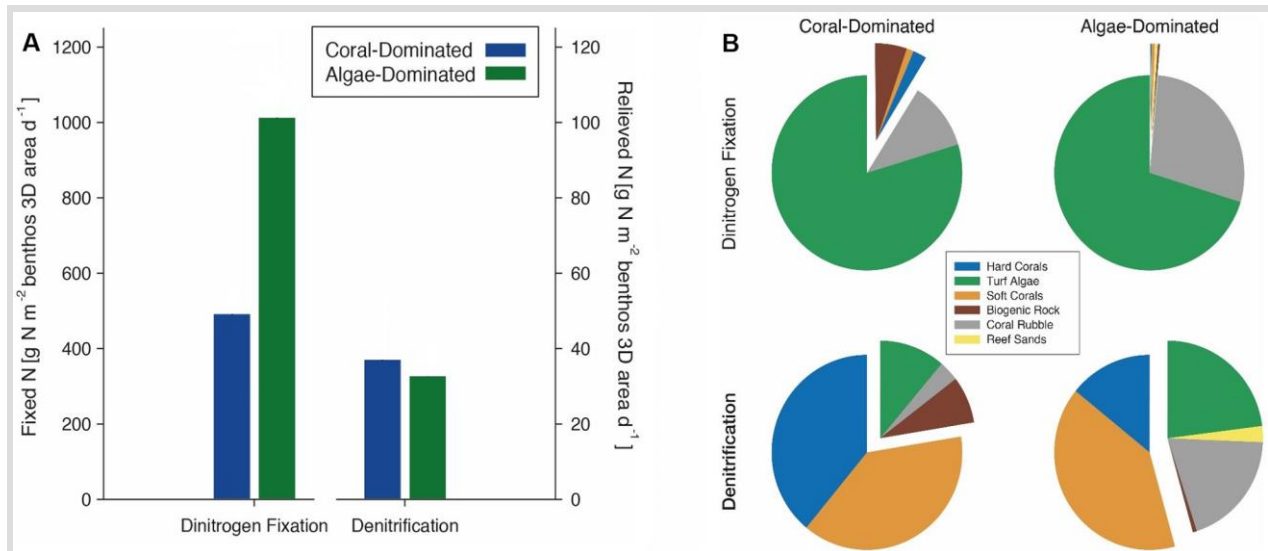 A
Fixed N [g N m⁻² benthos 3D area d⁻¹ ]
1200
1000
800
600
400
200
0
Coral-Dominated
Algae-Dominated
Dinitrogen Fixation
Denitrification
120
100
80
60
40
20
0
Relieved N [g N m⁻² benthos 3D area d⁻¹ ]
B
Coral-Dominated
Algae-Dominated
Dinitrogen Fixation
Hard Corals
Turf Algae
Soft Corals
Biogenic Rock
Coral Rubble
Reef Sands
Denitrification